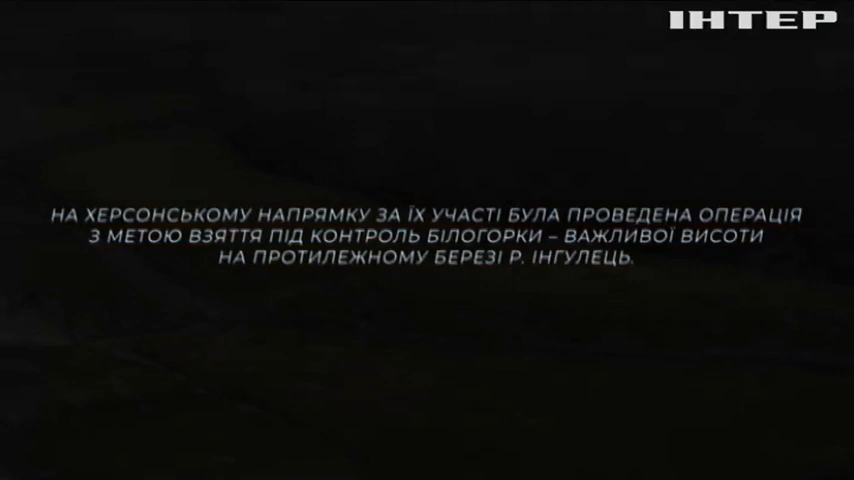 ІНТЕР
НА ХЕРСОНСЬКОМУ НАПРЯМКУ ЗА ЇХ УЧАСТІ БУЛА ПРОВЕДЕНА ОПЕРАЦІЯ
З МЕТОЮ ВЗЯТТЯ ПІД КОНТРОЛЬ БІЛОГОРКИ – ВАЖЛИВОЇ ВИСОТИ
НА ПРОТИЛЕЖНОМУ БЕРЕЗІ Р. ІНГУЛЕЦЬ.